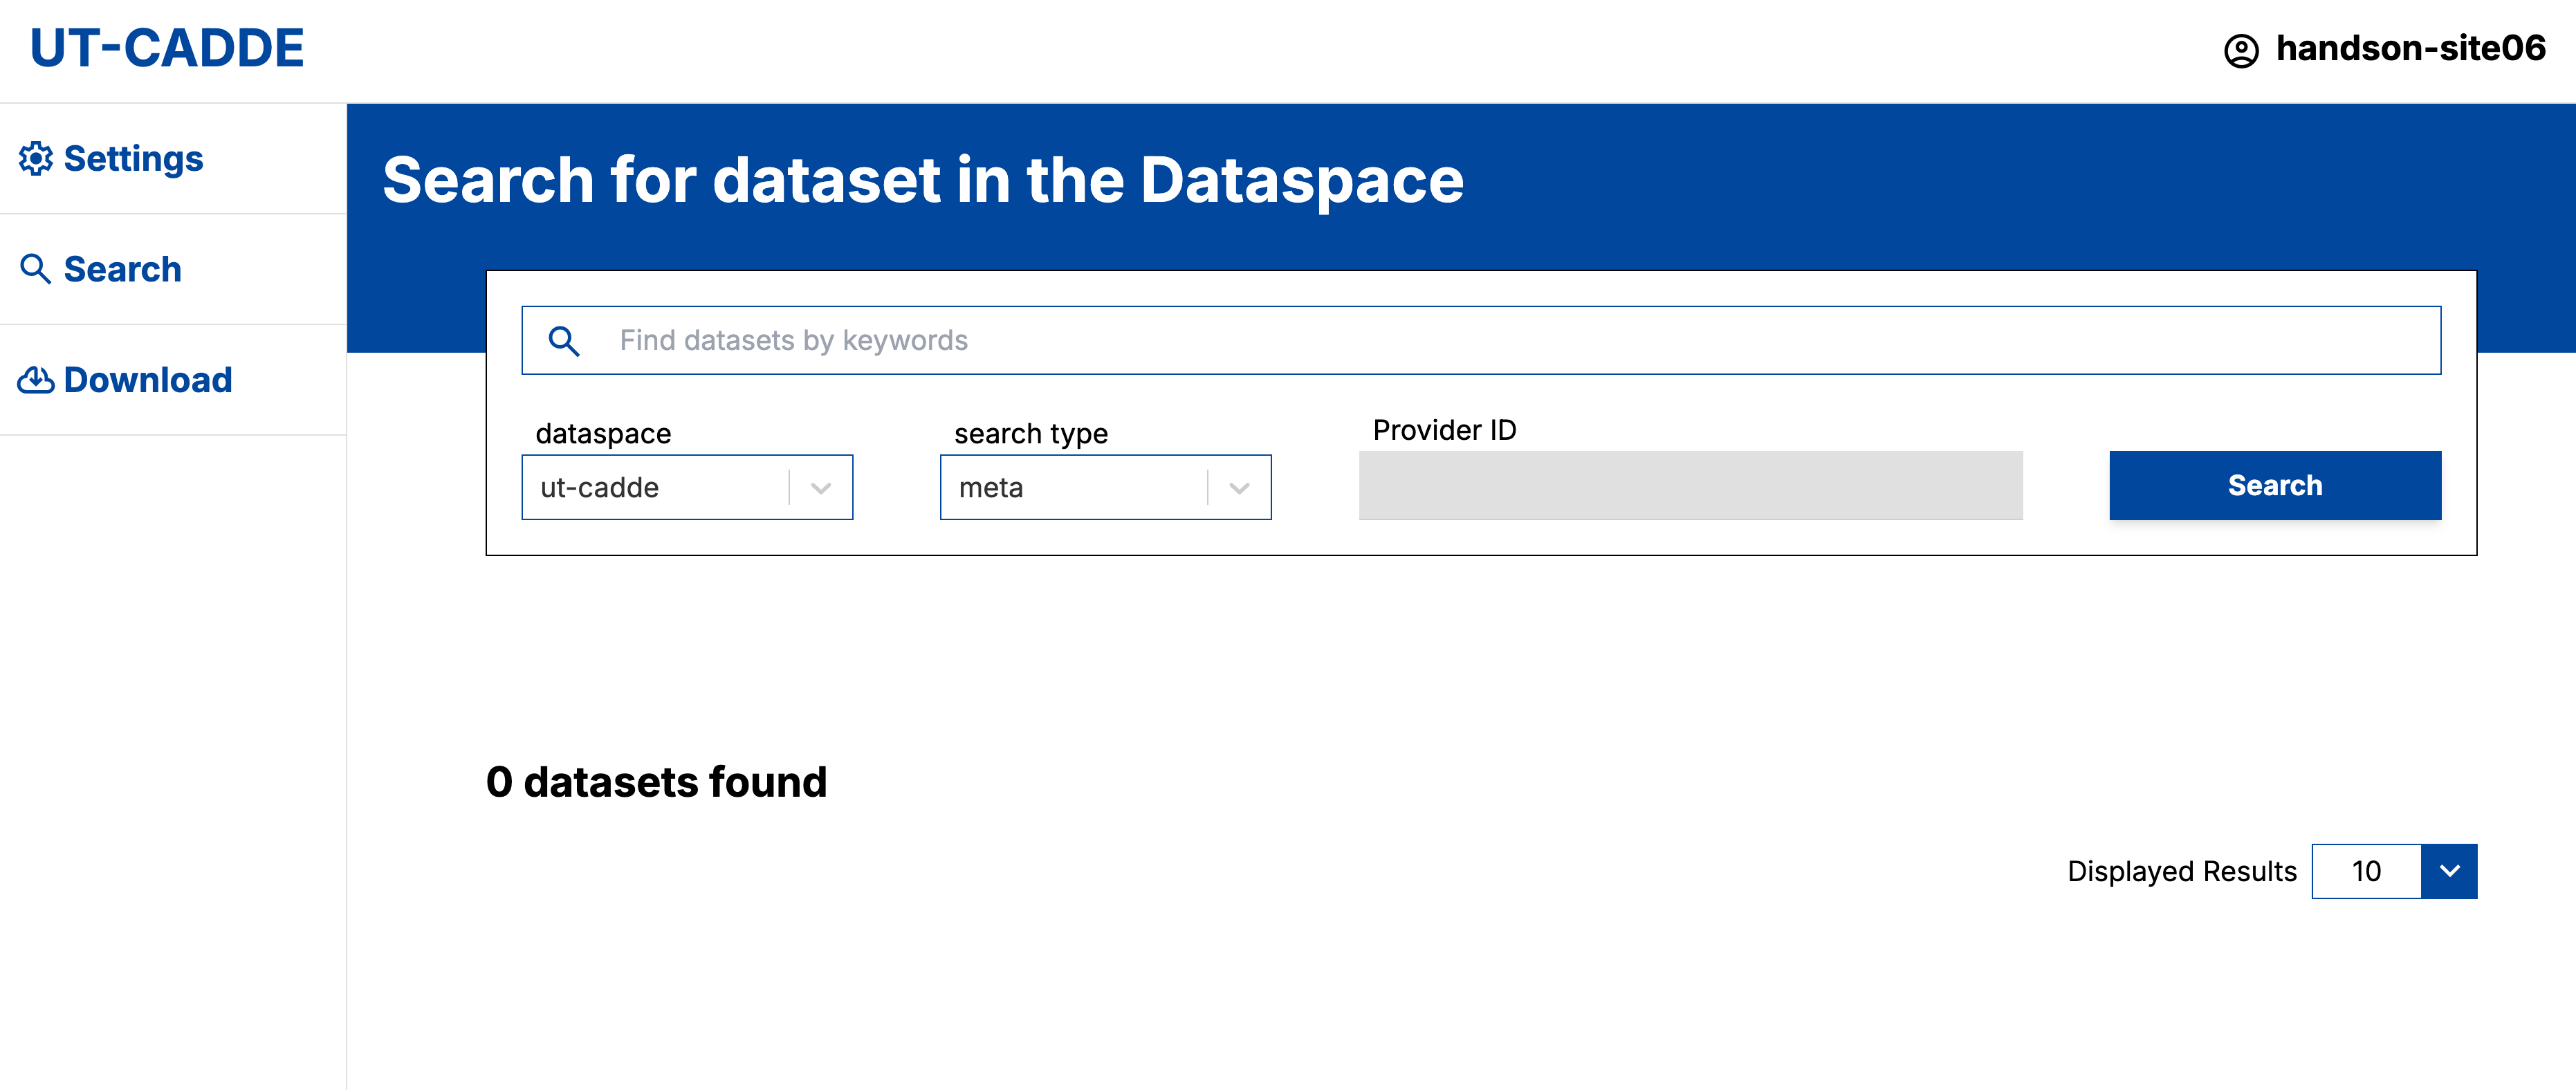 UT-CADDE
handson-site06
Settings
Search
Download
Search for dataset in the Dataspace
Find datasets by keywords
dataspace
ut-cadde
search type
meta
Provider ID
Search
0 datasets found
Displayed Results 10